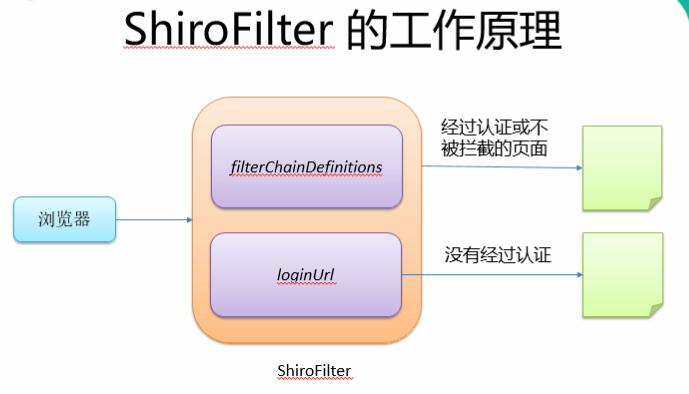 ShiroFilter 的工作原理
经过认证或不
被拦截的页面
filterChainDefinitions
浏览器
没有经过认证
loginUrl
ShiroFilter